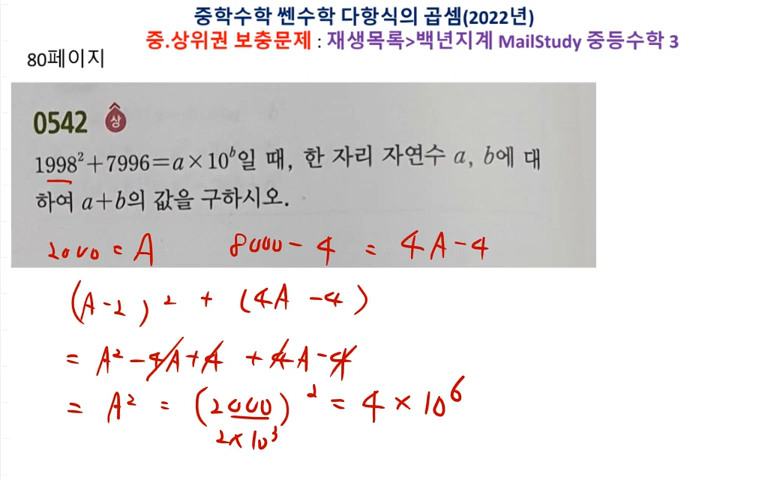 중학수학 쎈수학 다항식의 곱셈(2022년)
중.상위권 보충문제 : 재생목록>백년지계 MailStudy 중등수학 3
80페이지
0542 상
1998²+7996=a×10ᵇ일 때, 한 자리 자연수 a, b에 대
하여 a+b의 값을 구하시오.
2000 = A 8000 - 4 = 4A - 4
(A-2)² + (4A - 4)
= A² - 4A + 4 + 4A - 4
= A² = (2000)² = 4 × 10⁶
2×10³